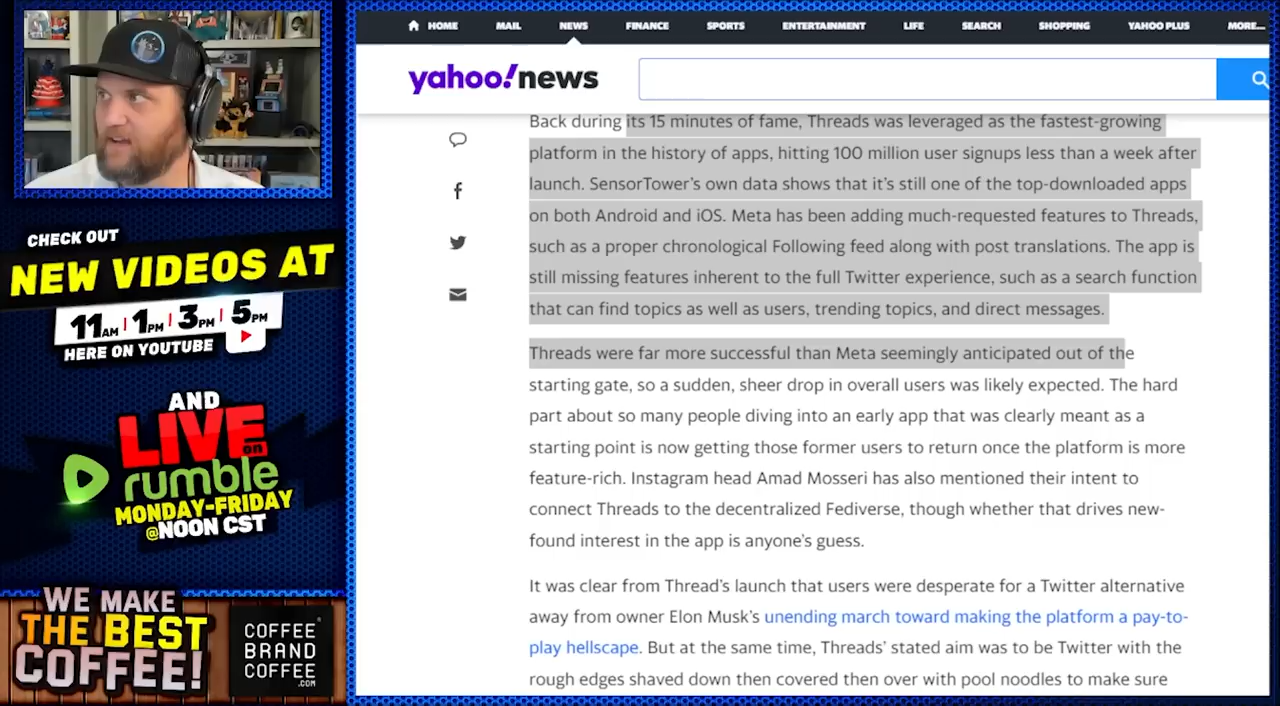 HOME MAIL NEWS FINANCE SPORTS ENTERTAINMENT LIFE SEARCH SHOPPING YAHOO PLUS MORE...
yahoo!news
Back during its 15 minutes of fame, Threads was leveraged as the fastest-growing
platform in the history of apps, hitting 100 million user signups less than a week after
launch. SensorTower's own data shows that it's still one of the top-downloaded apps
on both Android and iOS. Meta has been adding much-requested features to Threads,
such as a proper chronological Following feed along with post translations. The app is
still missing features inherent to the full Twitter experience, such as a search function
that can find topics as well as users, trending topics, and direct messages.
Threads were far more successful than Meta seemingly anticipated out of the
starting gate, so a sudden, sheer drop in overall users was likely expected. The hard
part about so many people diving into an early app that was clearly meant as a
starting point is now getting those former users to return once the platform is more
feature-rich. Instagram head Amad Mosseri has also mentioned their intent to
connect Threads to the decentralized Fediverse, though whether that drives new-
found interest in the app is anyone's guess.
It was clear from Thread's launch that users were desperate for a Twitter alternative
away from owner Elon Musk's unending march toward making the platform a pay-to-
play hellscape. But at the same time, Threads' stated aim was to be Twitter with the
rough edges shaved down then covered then over with pool noodles to make sure
CHECK OUT
NEW VIDEOS AT
11AM | 1PM | 3PM | 5PM
HERE ON YOUTUBE
AND
LIVE on
rumble
MONDAY-FRIDAY
@NOON CST
WE MAKE
THE BEST
COFFEE!
COFFEE
BRAND
COFFEE
.COM